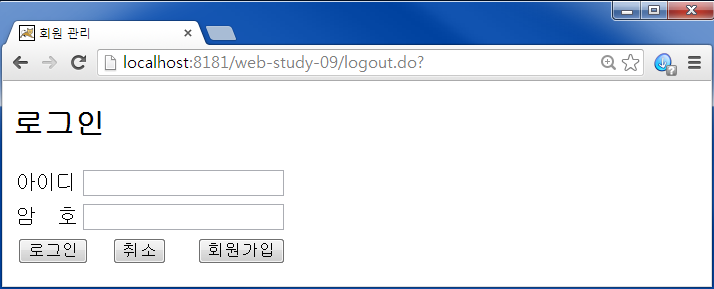 회원 관리
localhost:8181/web-study-09/logout.do?
로그인
아이디
암 호
로그인 취소 회원가입